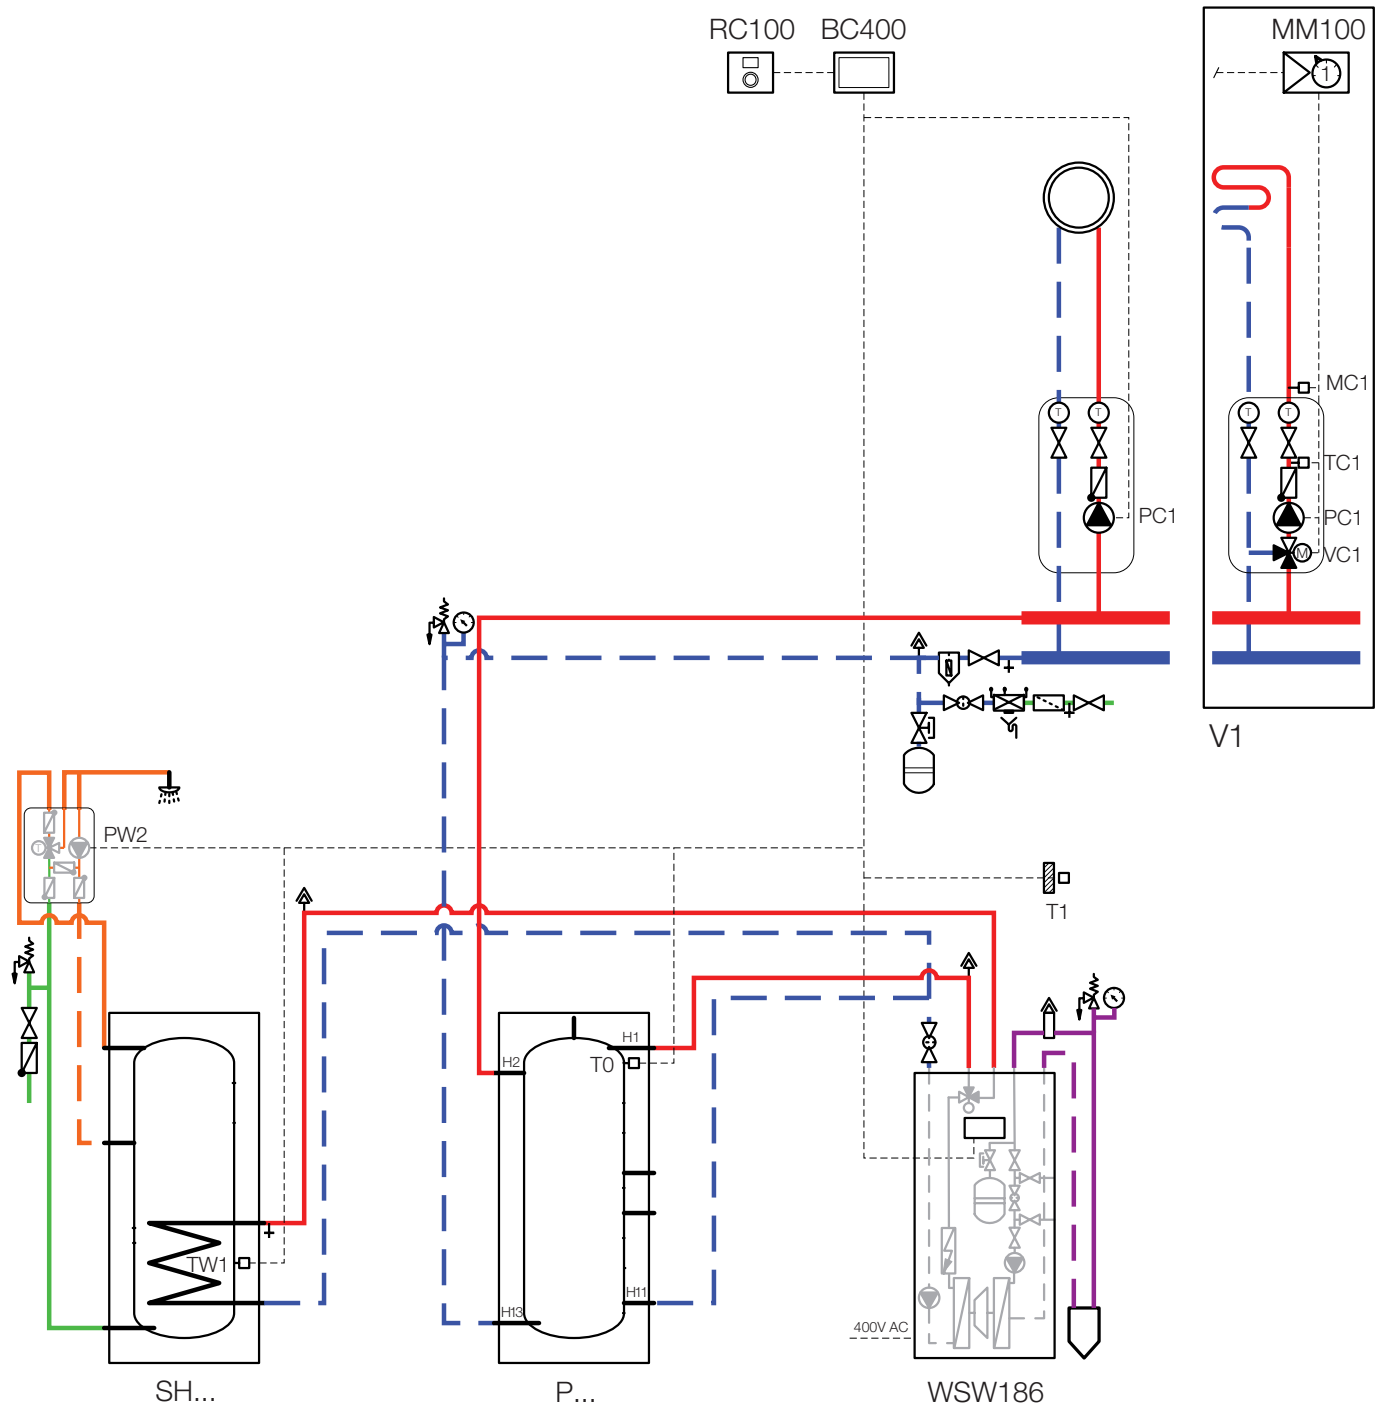 RC100 BC400 MM100
1
MC1
T T T T
TC1
PC1 PC1
M VC1
V1
PW2
T
T1
H1
H2 T0
TW1
H13 H11
400V AC
SH... P... WSW186